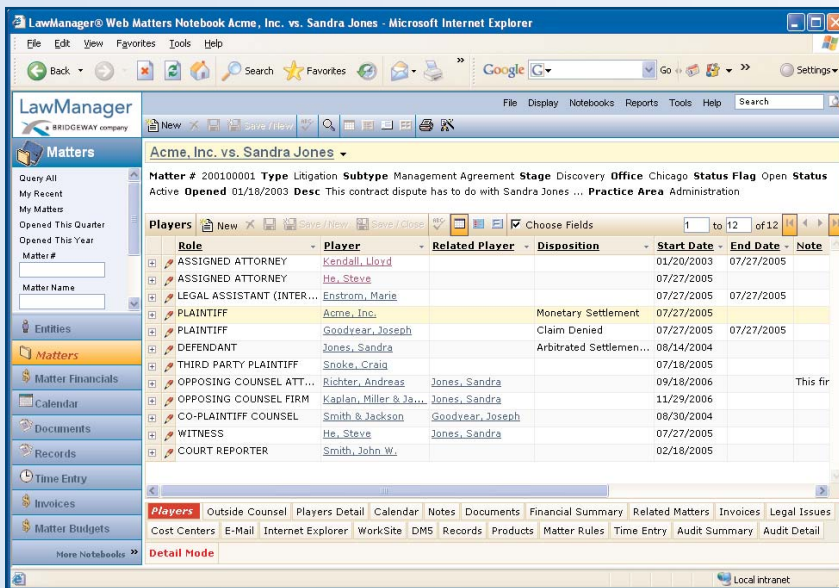 LawManager® Web Matters Notebook Acme, Inc. vs. Sandra Jones - Microsoft Internet Explorer
File Edit View Favorites Tools Help
Back Search Favorites » Google G Go » Settings
LawManager
A BRIDGEWAY company
File Display Notebooks Reports Tools Help Search
New Save/New
Matters
Query All
My Recent
My Matters
Opened This Quarter
Opened This Year
Matter #
Matter Name
Entities
Matters
Matter Financials
Calendar
Documents
Records
Time Entry
Invoices
Matter Budgets
More Notebooks »
Acme, Inc. vs. Sandra Jones
Matter # 200100001 Type Litigation Subtype Management Agreement Stage Discovery Office Chicago Status Flag Open Status
Active Opened 01/18/2003 Desc This contract dispute has to do with Sandra Jones ... Practice Area Administration
Players New Save/New Save/Close Choose Fields 1 to 12 of 12
Role Player Related Player Disposition Start Date End Date Note
ASSIGNED ATTORNEY Kendall, Lloyd 01/20/2003 07/27/2005
ASSIGNED ATTORNEY He, Steve 07/27/2005
LEGAL ASSISTANT (INTER... Enstrom, Marie 07/27/2005 07/27/2005
PLAINTIFF Acme, Inc. Monetary Settlement 07/27/2005
PLAINTIFF Goodyear, Joseph Claim Denied 07/27/2005 07/27/2005
DEFENDANT Jones, Sandra Arbitrated Settlemen... 08/14/2004
THIRD PARTY PLAINTIFF Snoke, Craig 07/18/2005
OPPOSING COUNSEL ATT... Richter, Andreas Jones, Sandra 09/18/2006 This fir
OPPOSING COUNSEL FIRM Kaplan, Miller & Ja... Jones, Sandra 11/29/2006
CO-PLAINTIFF COUNSEL Smith & Jackson Goodyear, Joseph 08/30/2004
WITNESS He, Steve Jones, Sandra 07/27/2005
COURT REPORTER Smith, John W. 02/18/2005
Players Outside Counsel Players Detail Calendar Notes Documents Financial Summary Related Matters Invoices Legal Issues
Cost Centers E-Mail Internet Explorer WorkSite DM5 Records Products Matter Rules Time Entry Audit Summary Audit Detail
Detail Mode
Local intranet